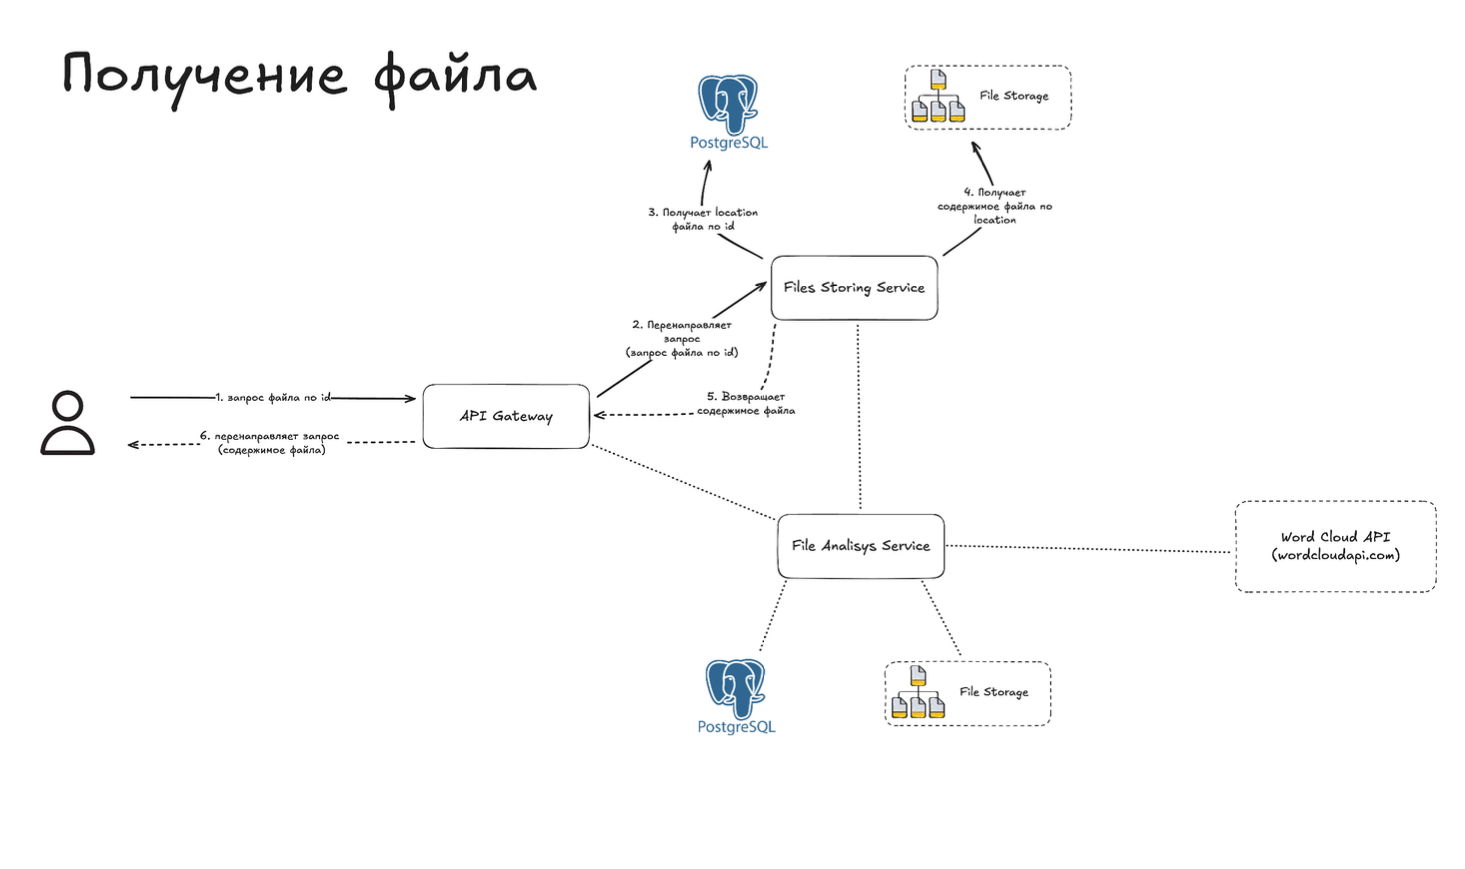 Получение файла
PostgreSQL
File Storage
3. Получает location
файла по id
4. Получает
содержимое файла по
location
Files Storing Service
2. Перенаправляет
запрос
(запрос файла по id)
1. запрос файла по id
API Gateway
5. Возвращает
содержимое файла
6. перенаправляет запрос
(содержимое файла)
File Analisys Service
Word Cloud API
(wordcloudapi.com)
PostgreSQL
File Storage